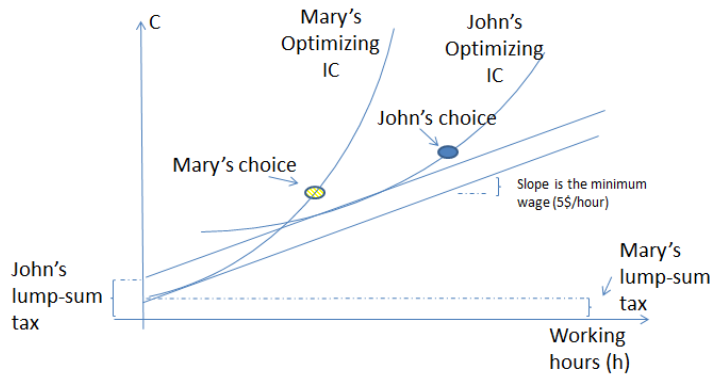 C
Mary’s
Optimizing
IC
John’s
Optimizing
IC
John’s choice
Mary’s choice
Slope is the minimum
wage (5$/hour)
John’s
lump-sum
tax
Mary’s
lump-sum
tax
Working
hours (h)